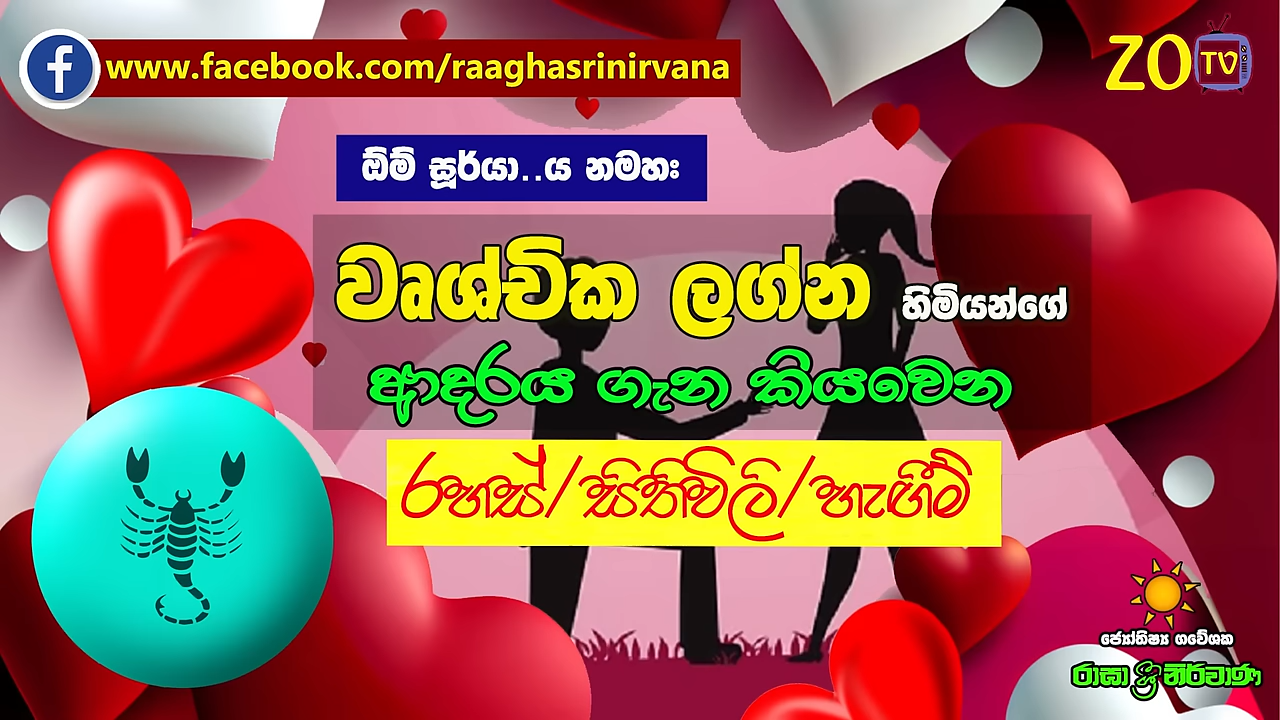 www.facebook.com/raaghasrinirvana
ZO TV
ඕම් සූර්යා..ය නමහඃ
වෘශ්චික ලග්න හිමියන්ගේ
ආදරය ගැන කියවෙන
රහස්/සිතිවිලි/හැඟීම්
ජ්‍යෝතිෂ්‍ය ගවේශක
රාඝා ශ්‍රී නිර්වාණ